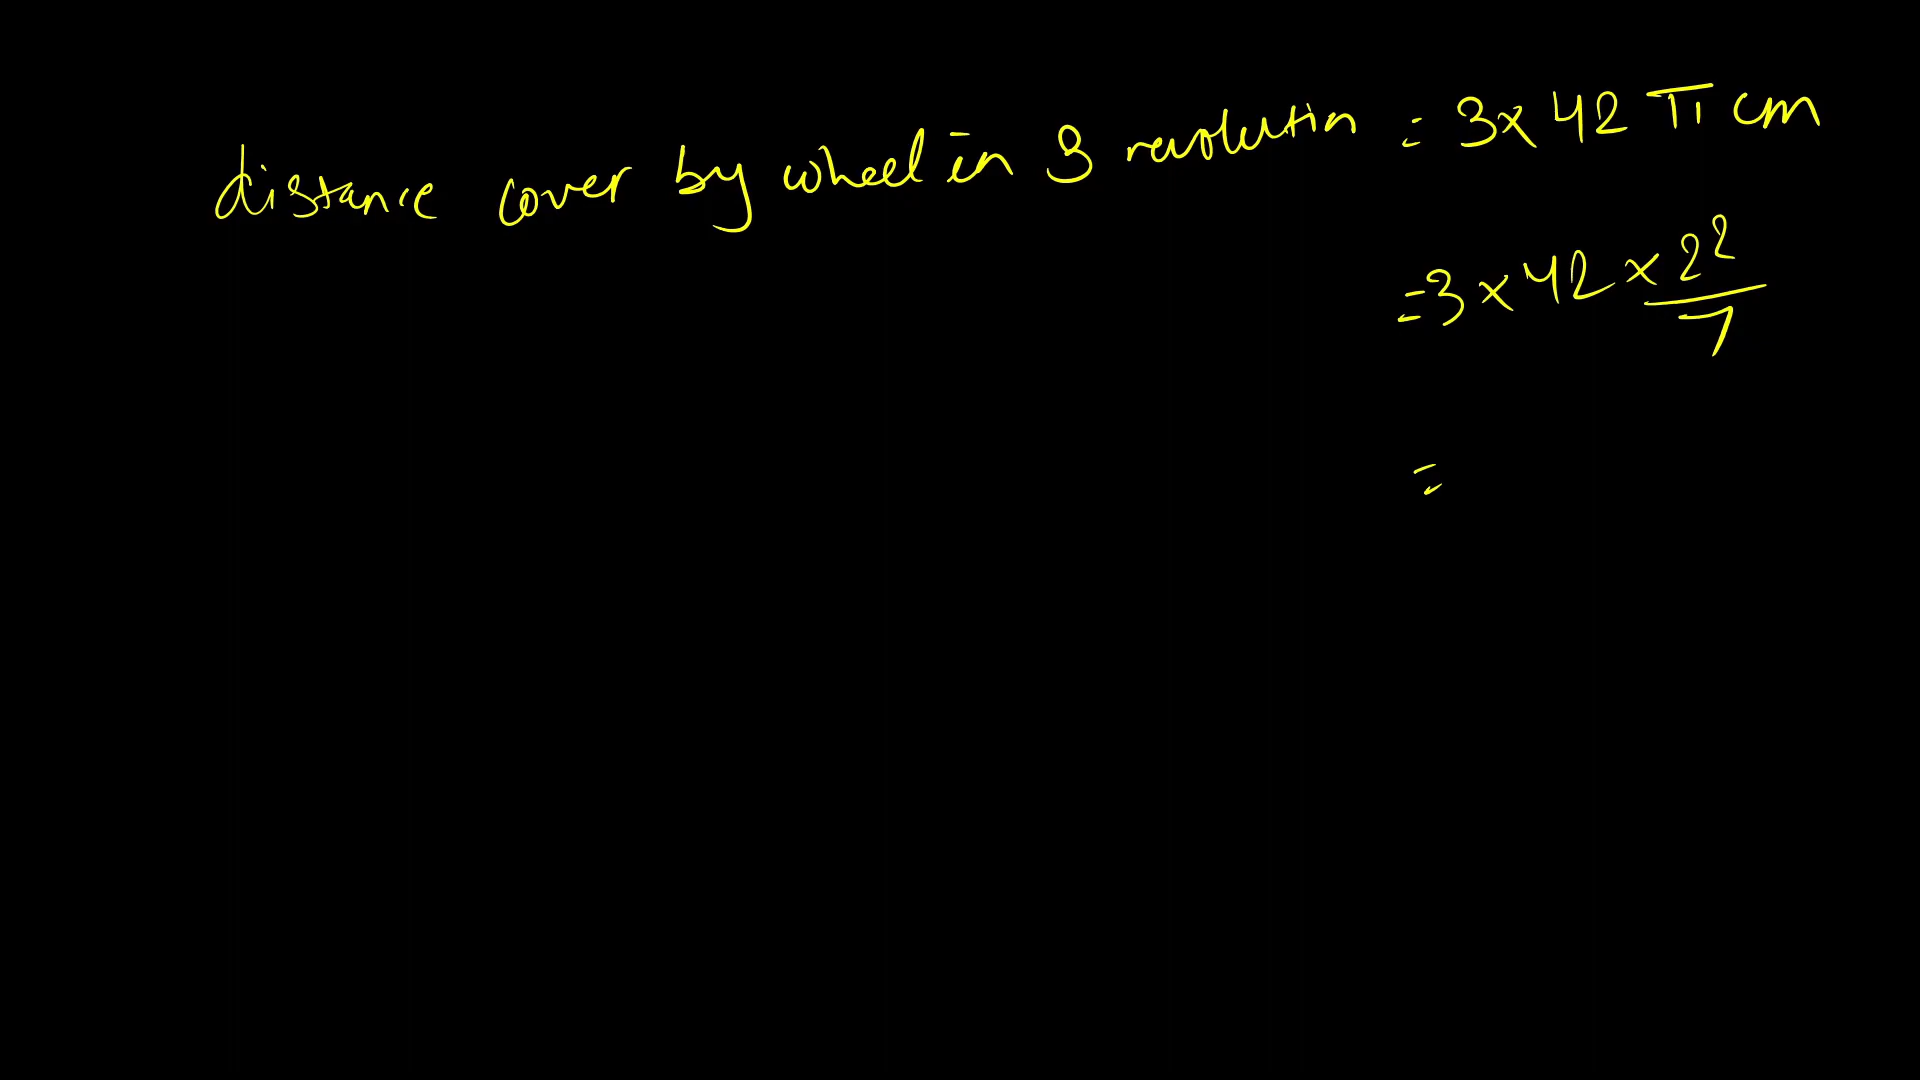 distance cover by wheel in 3 revolution = 3x 42 π cm
=3 x 42 x 22/7
=